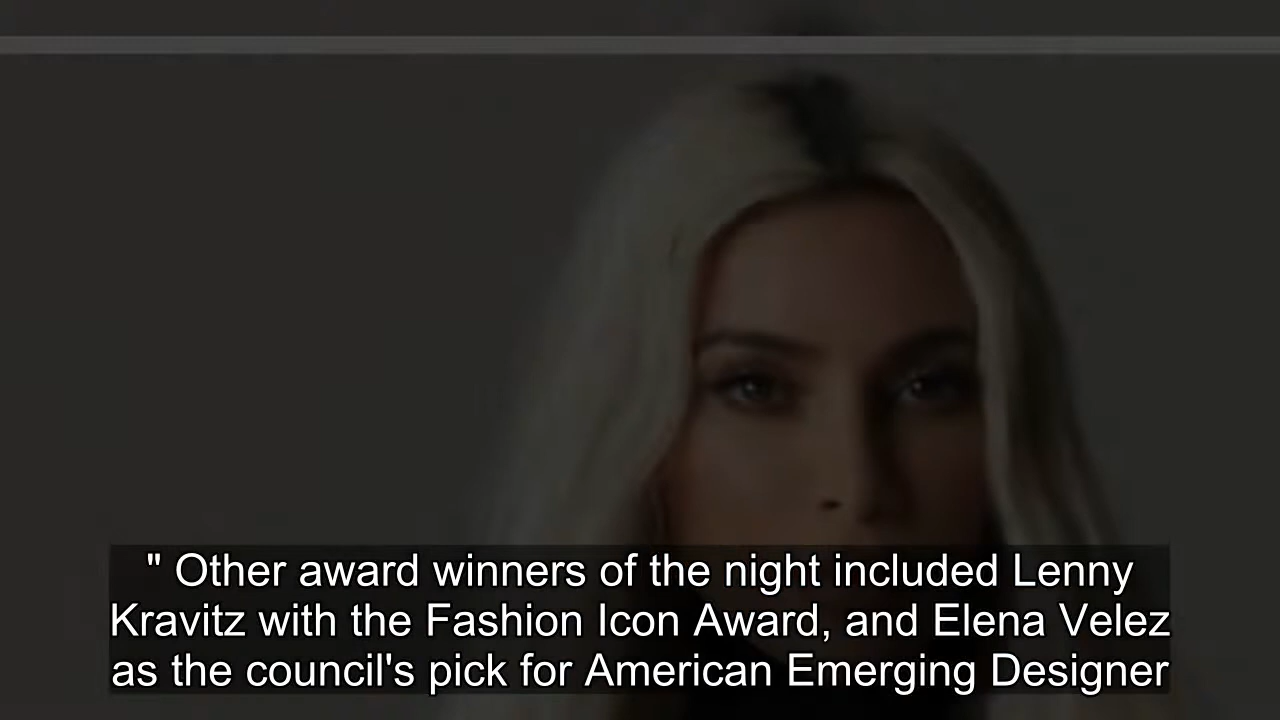 " Other award winners of the night included Lenny
Kravitz with the Fashion Icon Award, and Elena Velez
as the council's pick for American Emerging Designer